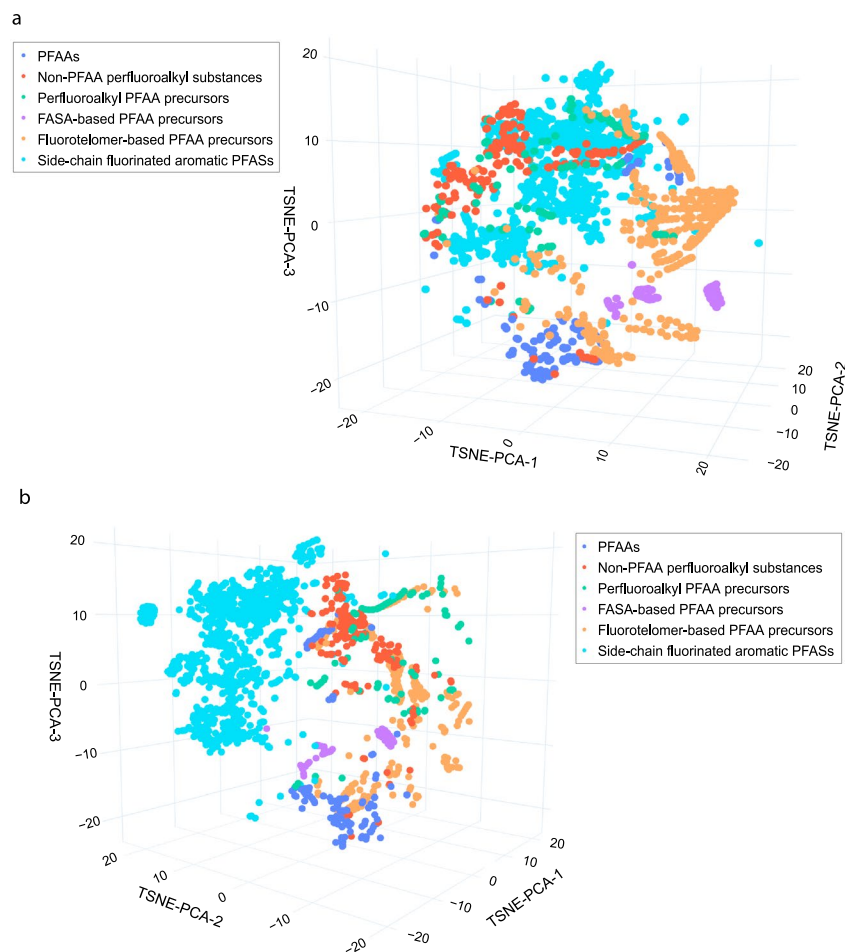 a
PFAAs
Non-PFAA perfluoroalkyl substances
Perfluoroalkyl PFAA precursors
FASA-based PFAA precursors
Fluorotelomer-based PFAA precursors
Side-chain fluorinated aromatic PFASs
20
10
0
−10
−20
TSNE-PCA-3
−20
−10
0
10
20
TSNE-PCA-1
20
10
0
−10
−20
TSNE-PCA-2
b
PFAAs
Non-PFAA perfluoroalkyl substances
Perfluoroalkyl PFAA precursors
FASA-based PFAA precursors
Fluorotelomer-based PFAA precursors
Side-chain fluorinated aromatic PFASs
20
10
0
−10
−20
TSNE-PCA-3
20
10
0
−10
−20
TSNE-PCA-2
20
10
0
−10
−20
TSNE-PCA-1